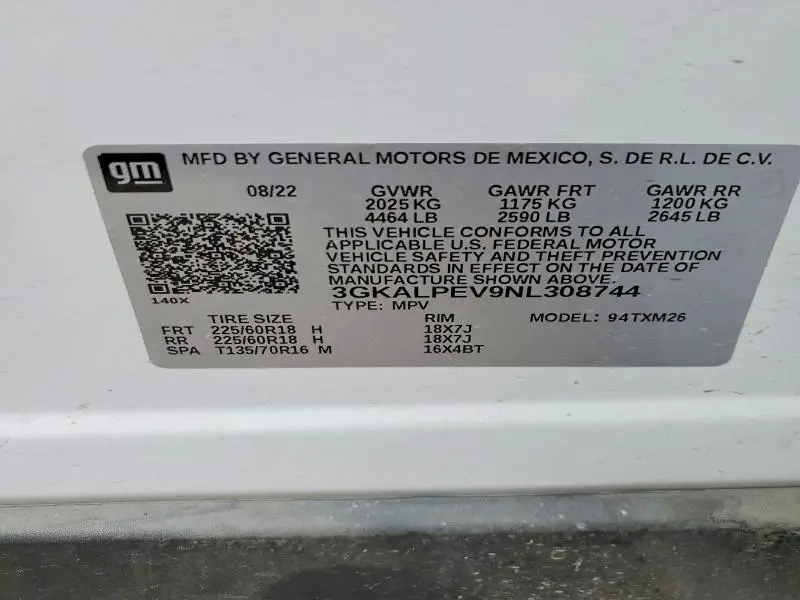 gm MFD BY GENERAL MOTORS DE MEXICO, S. DE R.L. DE C.V.
08/22 GVWR GAWR FRT GAWR RR
2025 KG 1175 KG 1200 KG
4464 LB 2590 LB 2645 LB
THIS VEHICLE CONFORMS TO ALL
APPLICABLE U.S. FEDERAL MOTOR
VEHICLE SAFETY AND THEFT PREVENTION
STANDARDS IN EFFECT ON THE DATE OF
MANUFACTURE SHOWN ABOVE.
140X 3GKALPEV9NL308744
TYPE: MPV
TIRE SIZE RIM MODEL: 94TXM26
FRT 225/60R18 H 18X7J
RR 225/60R18 H 18X7J
SPA T135/70R16 M 16X4BT